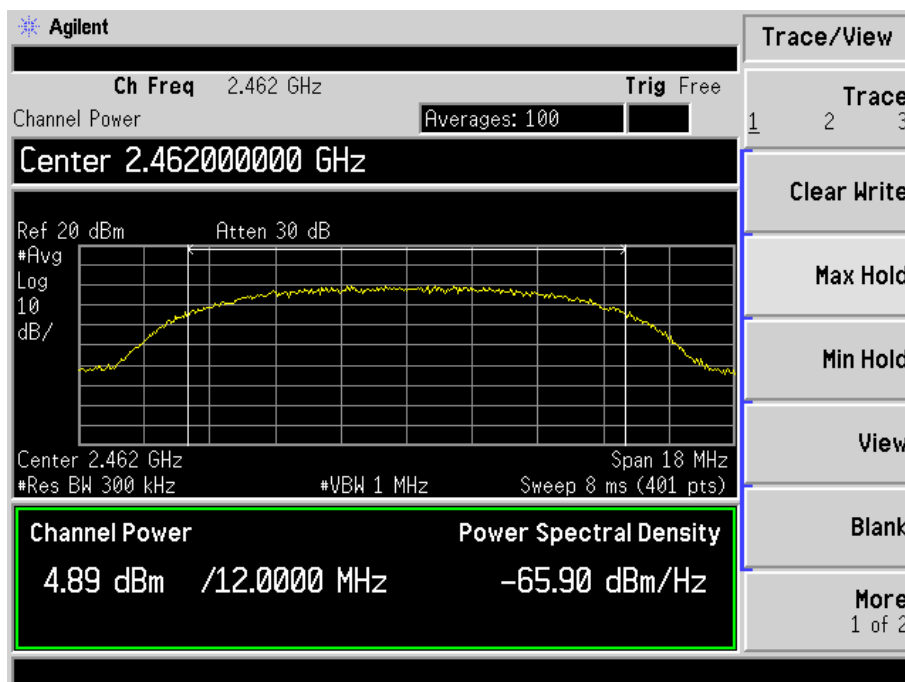 Agilent
Trace/View
Ch Freq 2.462 GHz Trig Free
Channel Power Averages: 100
Trace
1 2 3
Center 2.462000000 GHz
Clear Write
Ref 20 dBm Atten 30 dB
#Avg
Log
10
dB/
Max Hold
Min Hold
View
Center 2.462 GHz Span 18 MHz
#Res BW 300 kHz #VBW 1 MHz Sweep 8 ms (401 pts)
Blank
Channel Power Power Spectral Density
4.89 dBm /12.0000 MHz -65.90 dBm/Hz
More
1 of 2